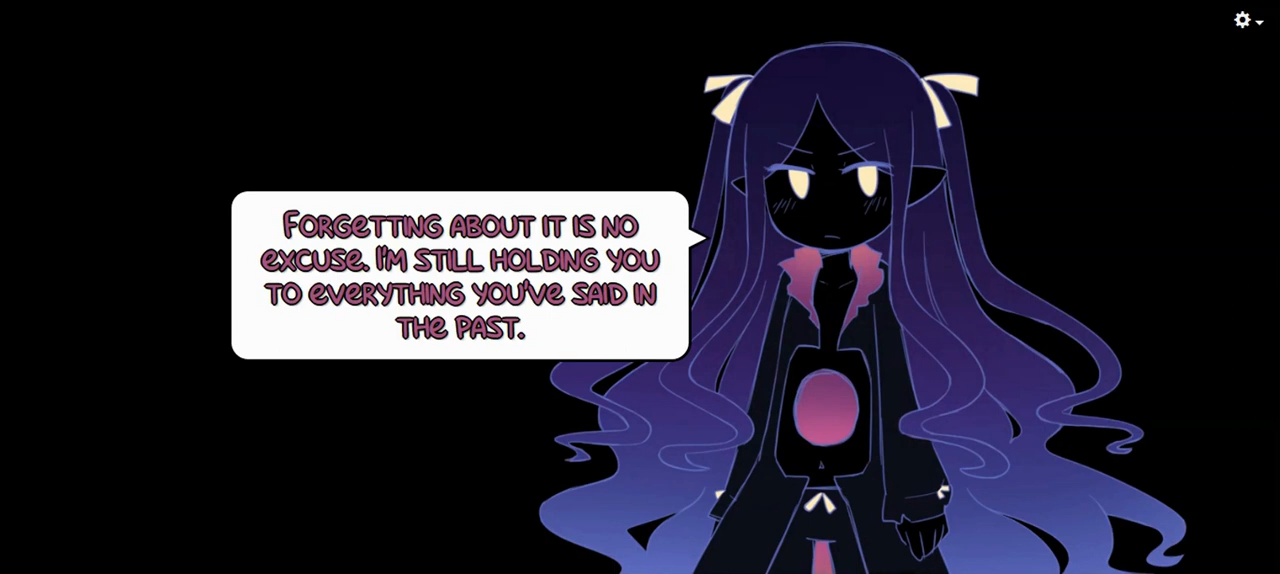 Forgetting about it is no
excuse. I'm still holding you
to everything you've said in
the past.